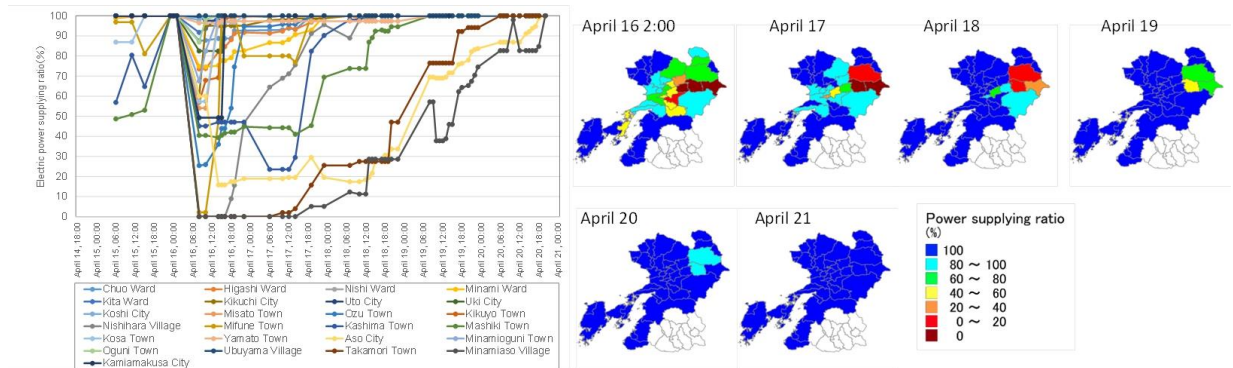 Electric power supplying ratio(%)
100
90
80
70
60
50
40
30
20
10
0
April 14, 18:00
April 15, 00:00
April 15, 06:00
April 15, 12:00
April 15, 18:00
April 16, 00:00
April 16, 06:00
April 16, 12:00
April 16, 18:00
April 17, 00:00
April 17, 06:00
April 17, 12:00
April 17, 18:00
April 18, 00:00
April 18, 06:00
April 18, 12:00
April 18, 18:00
April 19, 00:00
April 19, 06:00
April 19, 12:00
April 19, 18:00
April 20, 00:00
April 20, 06:00
April 20, 12:00
April 20, 18:00
April 21, 00:00
Chuo Ward Higashi Ward Nishi Ward Minami Ward
Kita Ward Kikuchi City Uto City Uki City
Koshi City Misato Town Ozu Town Kikuyo Town
Nishihara Village Mifune Town Kashima Town Mashiki Town
Kosa Town Yamato Town Aso City Minamioguni Town
Oguni Town Ubuyama Village Takamori Town Minamiaso Village
Kamiamakusa City
April 16 2:00
April 17
April 18
April 19
April 20
April 21
Power supplying ratio
(%)
100
80 ～ 100
60 ～ 80
40 ～ 60
20 ～ 40
0 ～ 20
0